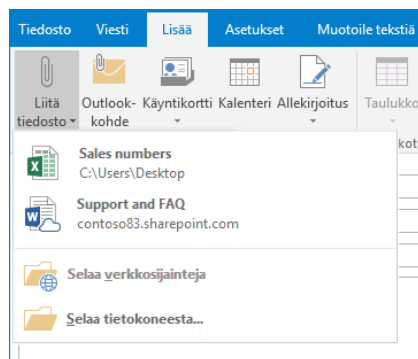 Tiedosto Viesti Lisää Asetukset Muotoile tekstiä
Liitä tiedosto Outlook-kohde Käyntikortti Kalenteri Allekirjoitus Taulukko
kot
Sales numbers
C:\Users\Desktop
Support and FAQ
contoso83.sharepoint.com
Selaa verkkosijainteja
Selaa tietokoneesta...